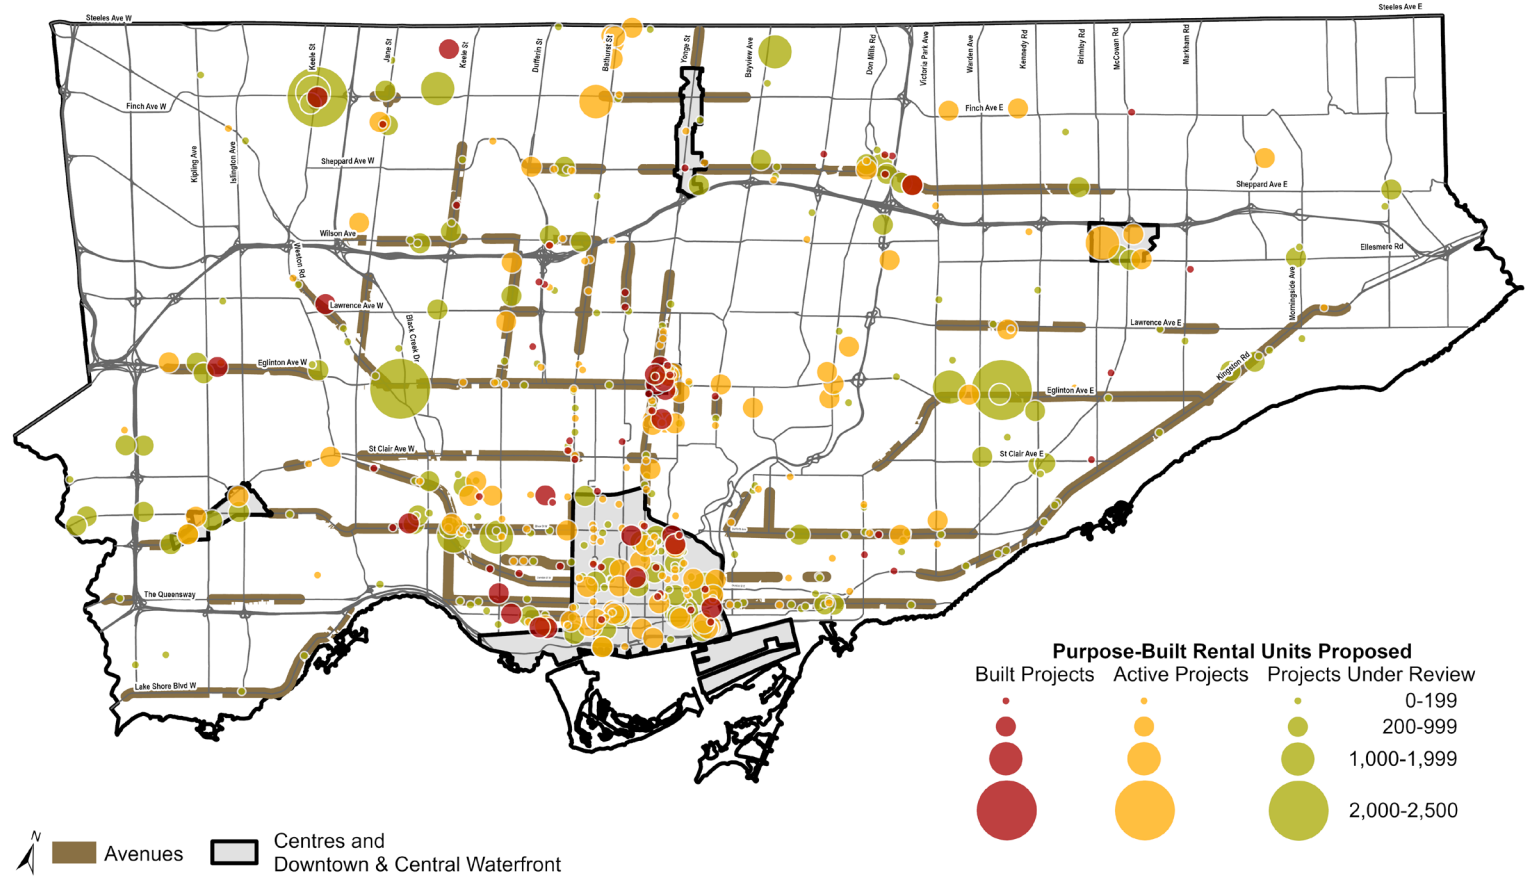 Steeles Ave W
Steeles Ave E
Keele St
Jane St
Keele St
Dufferin St
Bathurst St
Yonge St
Bayview Ave
Don Mills Rd
Victoria Park Ave
Warden Ave
Kennedy Rd
Brimley Rd
McCowan Rd
Markham Rd
Finch Ave W
Finch Ave E
Kipling Ave
Islington Ave
Sheppard Ave W
Sheppard Ave E
Wilson Ave
Ellesmere Rd
Weston Rd
Morningside Ave
Lawrence Ave W
Black Creek Dr
Lawrence Ave E
Eglinton Ave W
Kingston Rd
Eglinton Ave E
St Clair Ave W
St Clair Ave E
The Queensway
Lake Shore Blvd W
Purpose-Built Rental Units Proposed
Built Projects Active Projects Projects Under Review
0-199
200-999
1,000-1,999
2,000-2,500
N
Avenues
Centres and
Downtown & Central Waterfront